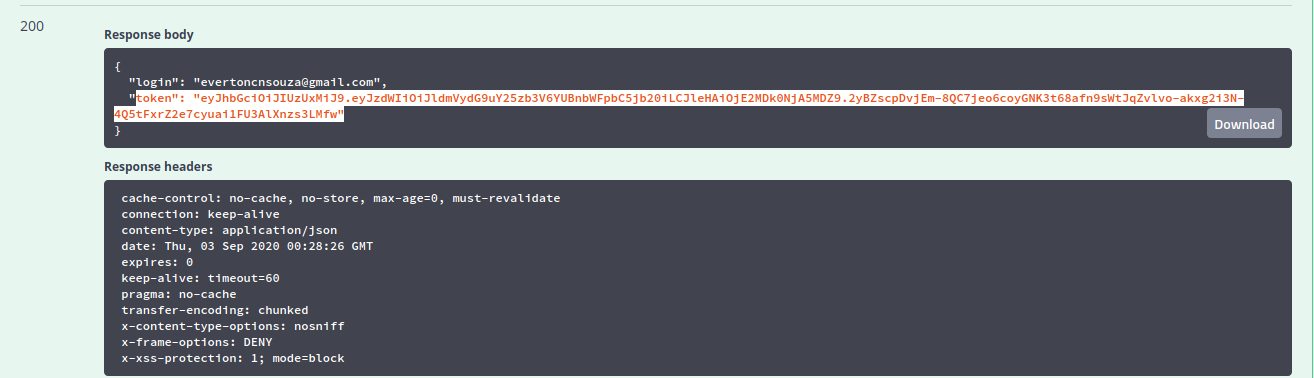 200
Response body
{
"login": "evertoncnsouza@gmail.com",
"token": "eyJhbGciOiJIUzUxMiJ9.eyJzdWIiOiJldmVydG9uY25zb3V6YUBnbWFpbC5jb20iLCJleHAiOjE2MDk0NjA5MDZ9.2yBZscpDvjEm-8QC7jeo6coyGNK3t68afn9sWtJqZvlvo-akxg2i3N-
4Q5tFxrZ2e7cyuai1FU3AlXnzs3LMfw"
}
Download
Response headers
cache-control: no-cache, no-store, max-age=0, must-revalidate
connection: keep-alive
content-type: application/json
date: Thu, 03 Sep 2020 00:28:26 GMT
expires: 0
keep-alive: timeout=60
pragma: no-cache
transfer-encoding: chunked
x-content-type-options: nosniff
x-frame-options: DENY
x-xss-protection: 1; mode=block